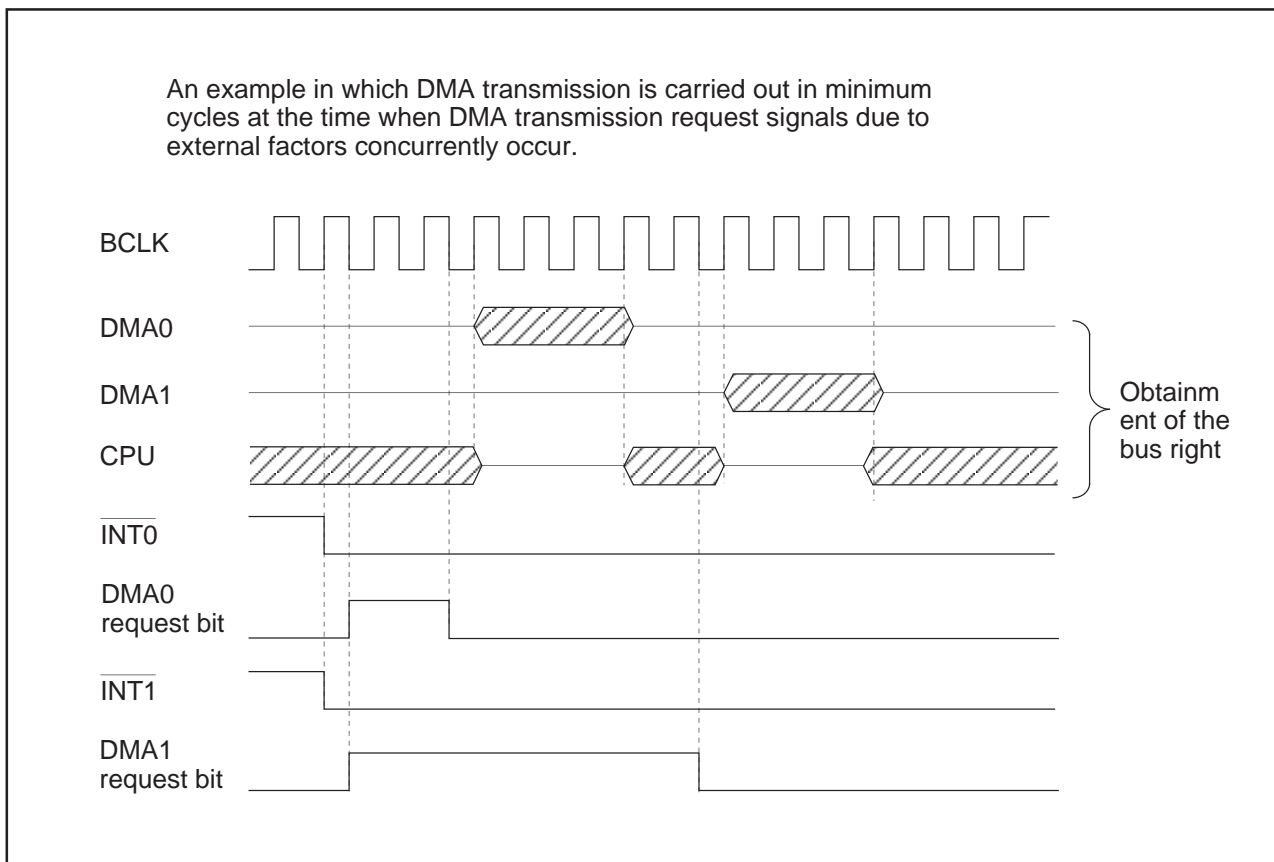 An example in which DMA transmission is carried out in minimum
cycles at the time when DMA transmission request signals due to
external factors concurrently occur.
BCLK
DMA0
DMA1
CPU
Obtainm
ent of the
bus right
INT0
DMA0
request bit
INT1
DMA1
request bit